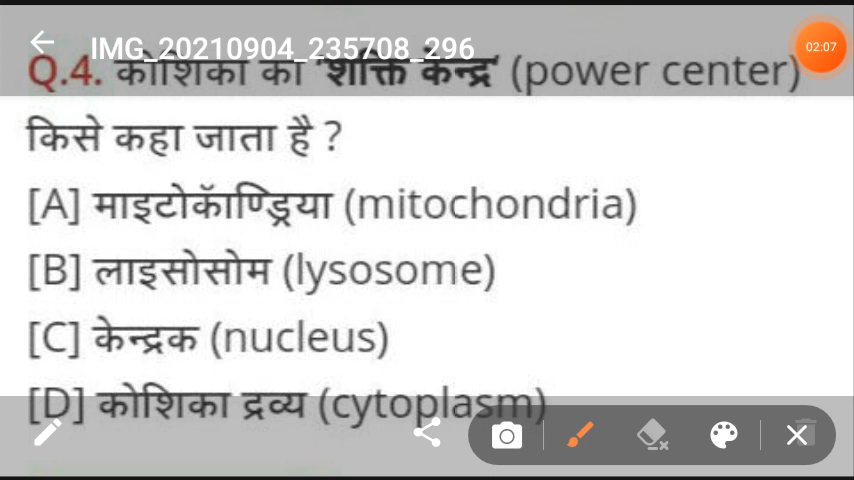 IMG_20210904_235708_296
02:07
Q.4. कोशिका का 'शक्ति केन्द्र' (power center)
किसे कहा जाता है ?
[A] माइटोकॉण्ड्रिया (mitochondria)
[B] लाइसोसोम (lysosome)
[C] केन्द्रक (nucleus)
[D] कोशिका द्रव्य (cytoplasm)